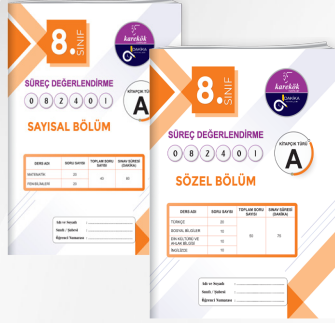 8.
SINIF
karekök
DAKİKA
SÜREÇ DEĞERLENDİRME
0 8 2 4 0 1
KİTAPÇIK TÜRÜ
A
SAYISAL BÖLÜM
DERS ADI SORU SAYISI TOPLAM SORU SAYISI SINAV SÜRESİ (DAKİKA)
MATEMATİK 20
FEN BİLİMLERİ 20
40 80
Adı ve Soyadı :
Sınıfı / Şubesi :
Öğrenci Numarası :
8.
SINIF
karekök
DAKİKA
SÜREÇ DEĞERLENDİRME
0 8 2 4 0 1
KİTAPÇIK TÜRÜ
A
SÖZEL BÖLÜM
DERS ADI SORU SAYISI TOPLAM SORU SAYISI SINAV SÜRESİ (DAKİKA)
TÜRKÇE 20
SOSYAL BİLGİLER 10
DİN KÜLTÜRÜ VE AHLAK BİLGİSİ 10
İNGİLİZCE 10
Adı ve Soyadı :
Sınıfı / Şubesi :
Öğrenci Numarası :